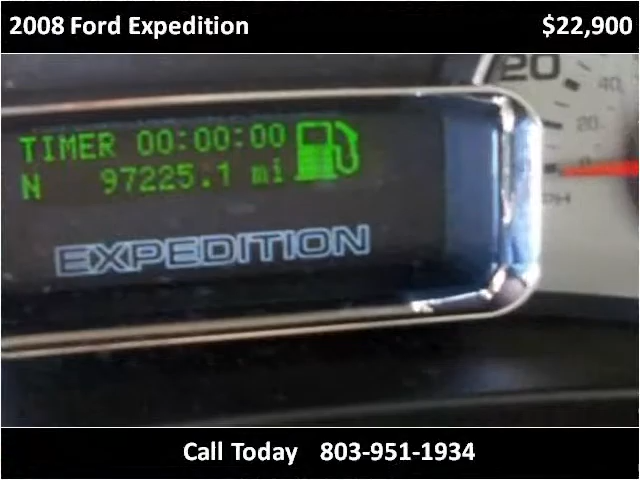 2008 Ford Expedition $22,900
20
40
TIMER 00:00:00
20
N 97225.1 mi
0
EXPEDITION
Call Today 803-951-1934